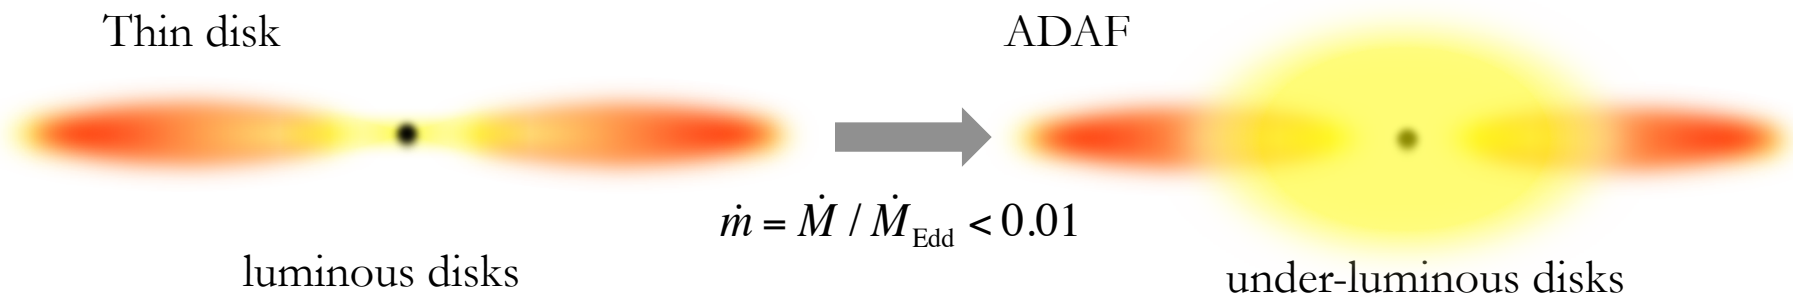 Thin disk
ADAF
ṁ = Ṁ / Ṁ_Edd < 0.01
luminous disks
under-luminous disks